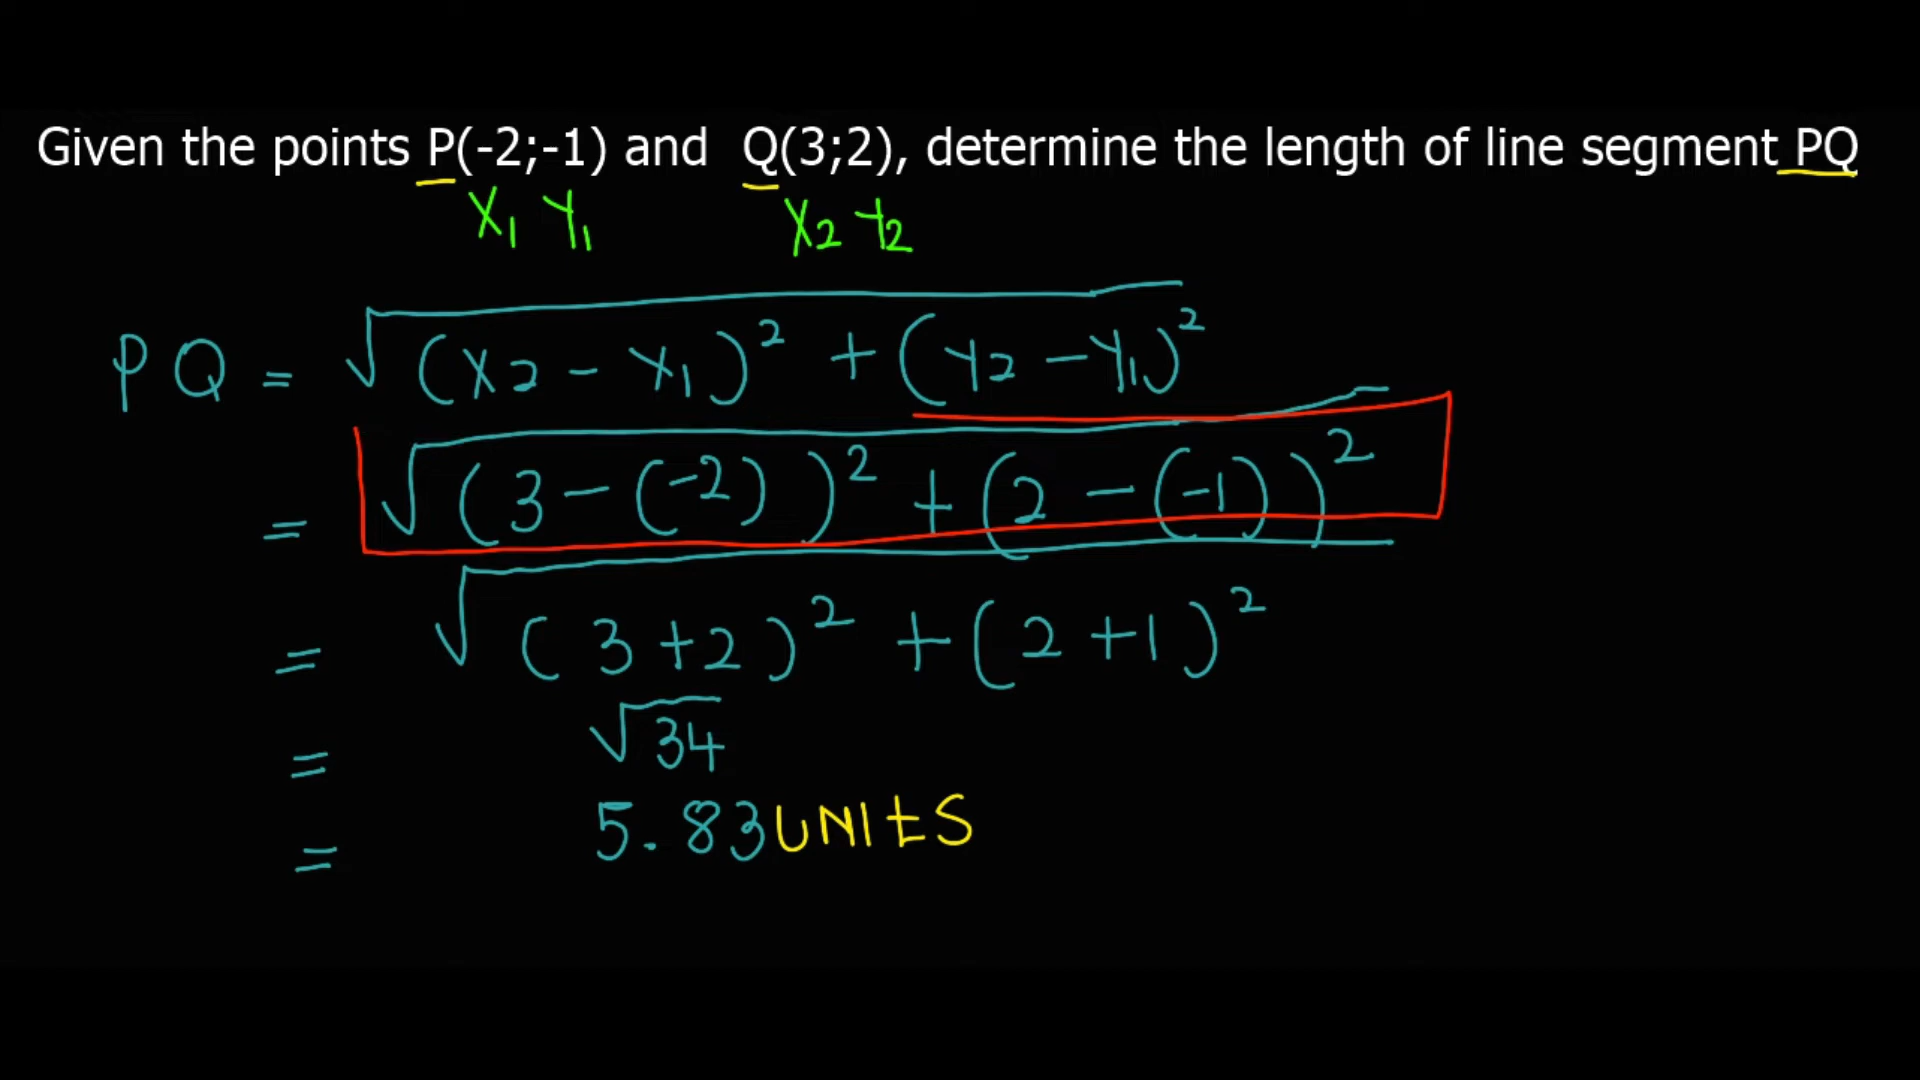 Given the points P(-2;-1) and Q(3;2), determine the length of line segment PQ
X₁ Y₁ X₂ Y₂
PQ = √(X₂ - X₁)² + (Y₂ - Y₁)²
= √(3 - (-2))² + (2 - (-1))²
= √(3 + 2)² + (2 + 1)²
= √34
= 5.83 UNItS